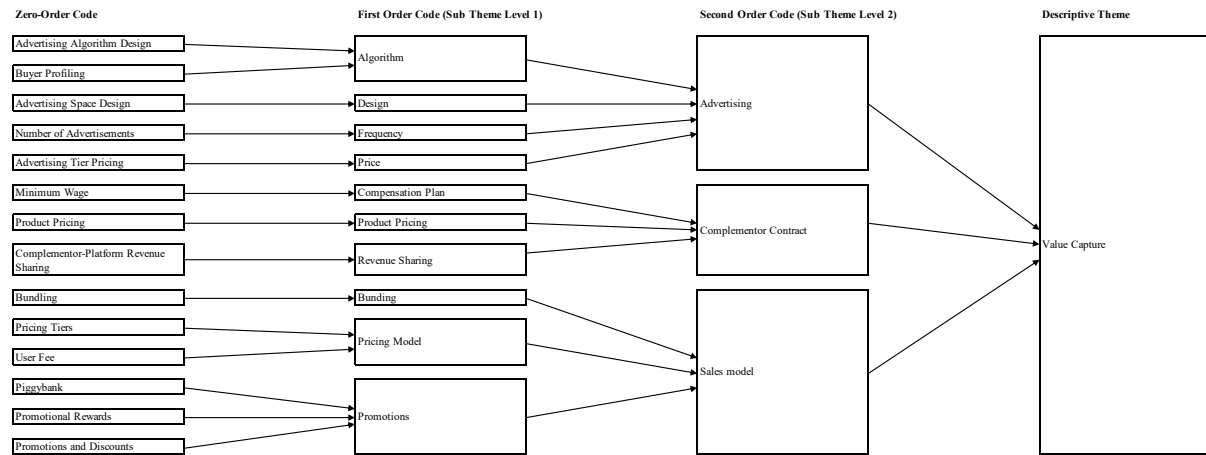 Zero-Order Code
First Order Code (Sub Theme Level 1)
Second Order Code (Sub Theme Level 2)
Descriptive Theme
Advertising Algorithm Design
Buyer Profiling
Advertising Space Design
Number of Advertisements
Advertising Tier Pricing
Minimum Wage
Product Pricing
Complementor-Platform Revenue
Sharing
Bundling
Pricing Tiers
User Fee
Piggybank
Promotional Rewards
Promotions and Discounts
Algorithm
Design
Frequency
Price
Compensation Plan
Product Pricing
Revenue Sharing
Bunding
Pricing Model
Promotions
Advertising
Complementor Contract
Sales model
Value Capture